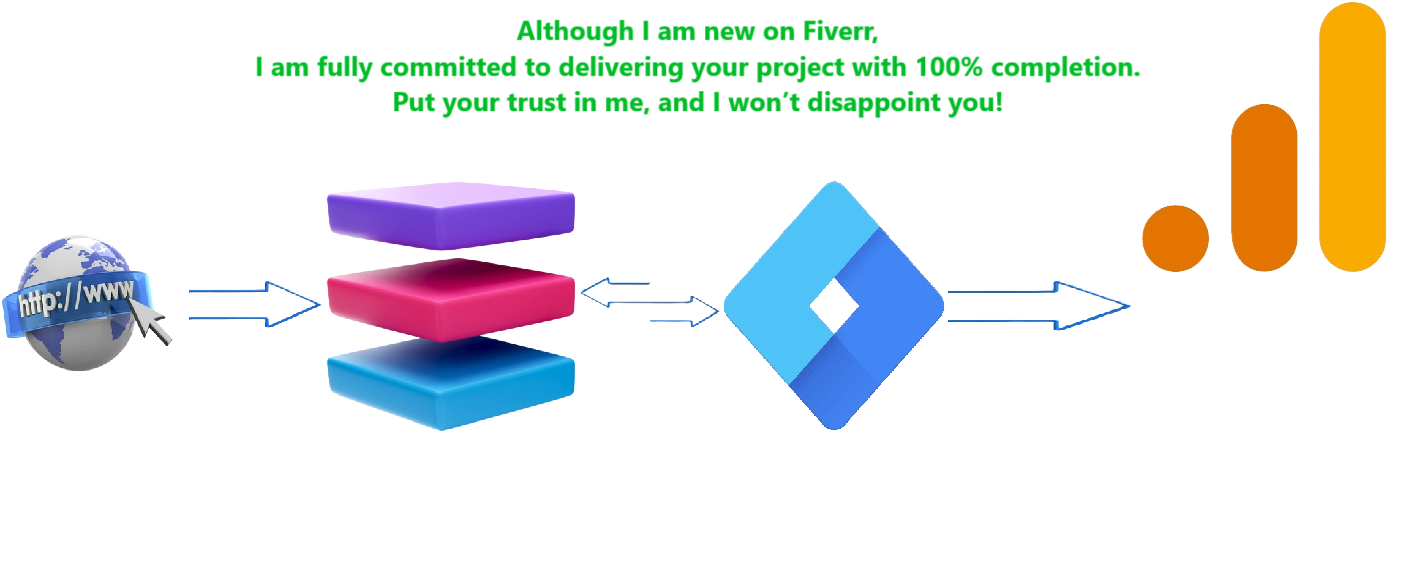 Although I am new on Fiverr,
I am fully committed to delivering your project with 100% completion.
Put your trust in me, and I won’t disappoint you!
http://www